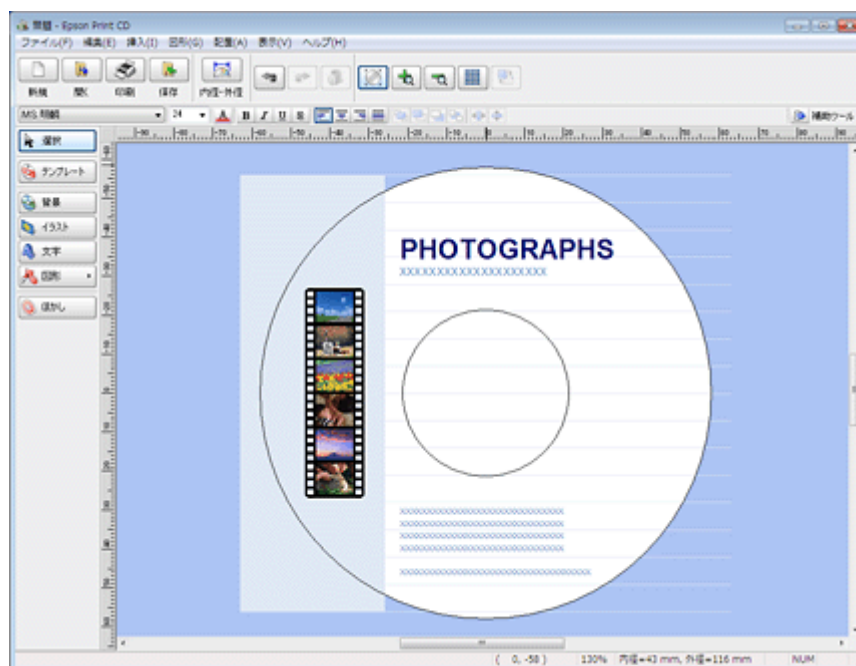 無題 - Epson Print CD
ファイル(F) 編集(E) 挿入(I) 図形(G) 配置(A) 表示(V) ヘルプ(H)
新規 開く 印刷 保存 内径・外径
MS 明朝 24 A B I U 補助ツール
選択
テンプレート
背景
イラスト
文字
図形
ぼかし
PHOTOGRAPHS
XXXXXXXXXXXXXXXXXXXX
( 0, -58 ) 130% 内径=43 mm, 外径=116 mm NUM